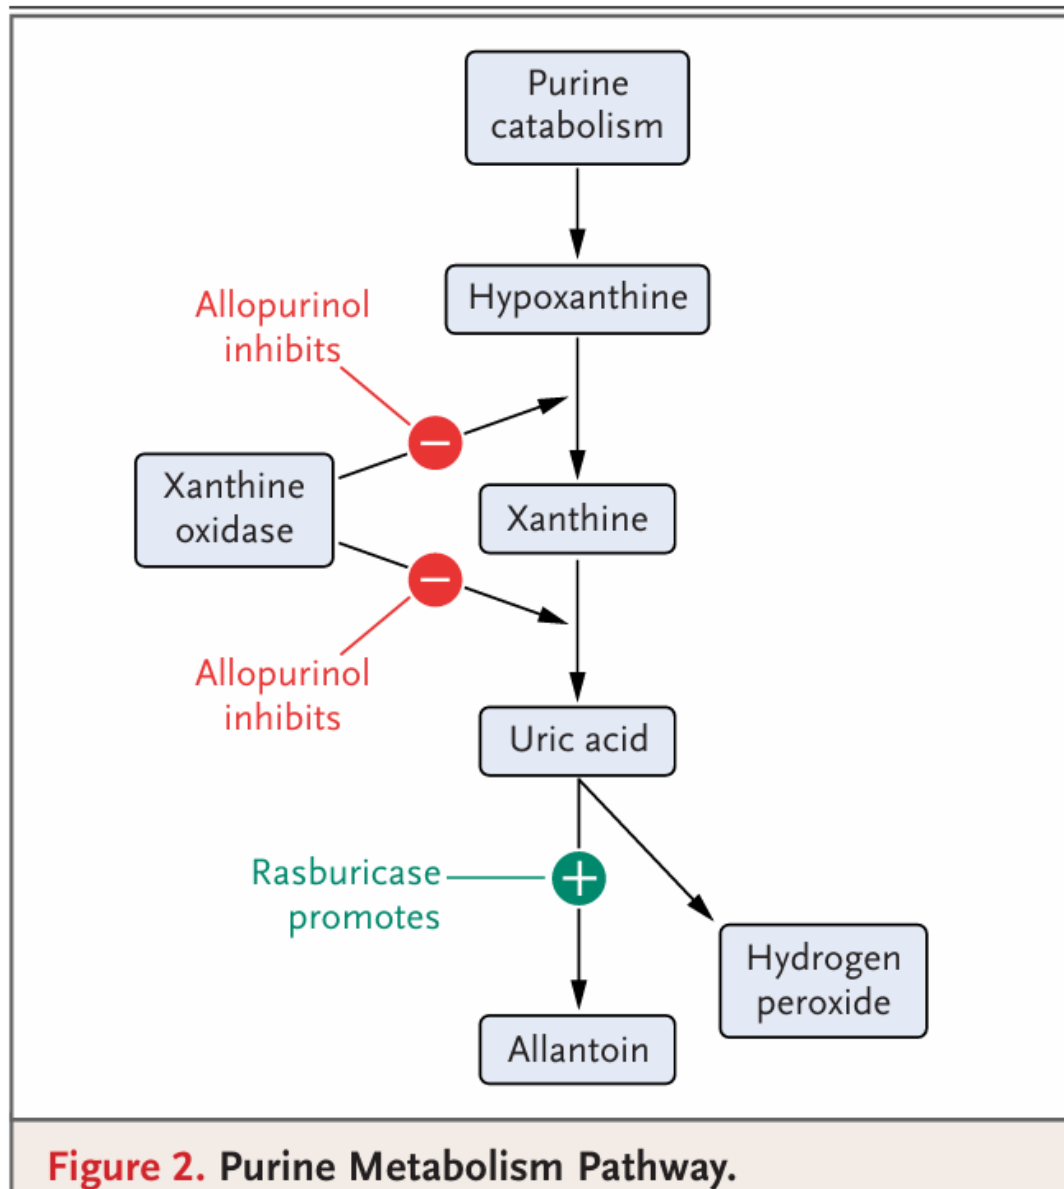 Purine
catabolism
Hypoxanthine
Allopurinol
inhibits
Xanthine
oxidase
Xanthine
Allopurinol
inhibits
Uric acid
Rasburicase
promotes
Hydrogen
peroxide
Allantoin
Figure 2. Purine Metabolism Pathway.